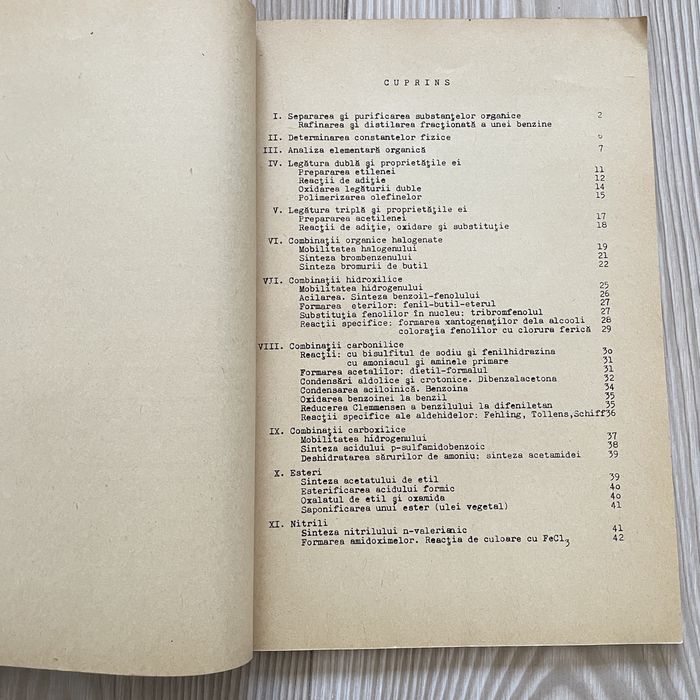 CUPRINS
I. Separarea şi purificarea substanţelor organice 2
Rafinarea şi distilarea fracţionată a unei benzine
II. Determinarea constantelor fizice
III. Analiza elementară organică 7
IV. Legătura dublă şi proprietăţile ei
Prepararea etilenei 11
Reacţii de adiţie 12
Oxidarea legăturii duble 14
Polimerizarea olefinelor 15
V. Legătura triplă şi proprietăţile ei
Prepararea acetilenei 17
Reacţii de adiţie, oxidare şi substituţie 18
VI. Combinaţii organice halogenate
Mobilitatea halogenului 19
Sinteza brombenzenului 21
Sinteza bromurii de butil 22
VII. Combinaţii hidroxilice
Mobilitatea hidrogenului 25
Acilarea. Sinteza benzoil-fenolului 26
Formarea eterilor: fenil-butil-eterul 27
Substituţia fenolilor în nucleu: tribromfenolul 27
Reacţii specifice: formarea xantogenaţilor dela alcooli 28
coloraţia fenolilor cu clorura ferică 29
VIII. Combinaţii carbonilice
Reacţii: cu bisulfitul de sodiu şi fenilhidrazina 3o
cu amoniacul şi aminele primare 31
Formarea acetalilor: dietil-formalul 31
Condensări aldolice şi crotonice. Dibenzalacetona 32
Condensarea aciloinică. Benzoina 34
Oxidarea benzoinei la benzil 35
Reducerea Clemmensen a benzilului la difeniletan 35
Reacţii specifice ale aldehidelor: Fehling, Tollens,Schiff 36
IX. Combinaţii carboxilice
Mobilitatea hidrogenului 37
Sinteza acidului p-sulfamidobenzoic 38
Deshidratarea sărurilor de amoniu: sinteza acetamidei 39
X. Esteri
Sinteza acetatului de etil 39
Esterificarea acidului formic 4o
Oxalatul de etil şi oxamida 4o
Saponificarea unui ester (ulei vegetal) 41
XI. Nitrili
Sinteza nitrilului n-valerianic 41
Formarea amidoximelor. Reacţia de culoare cu FeCl3 42